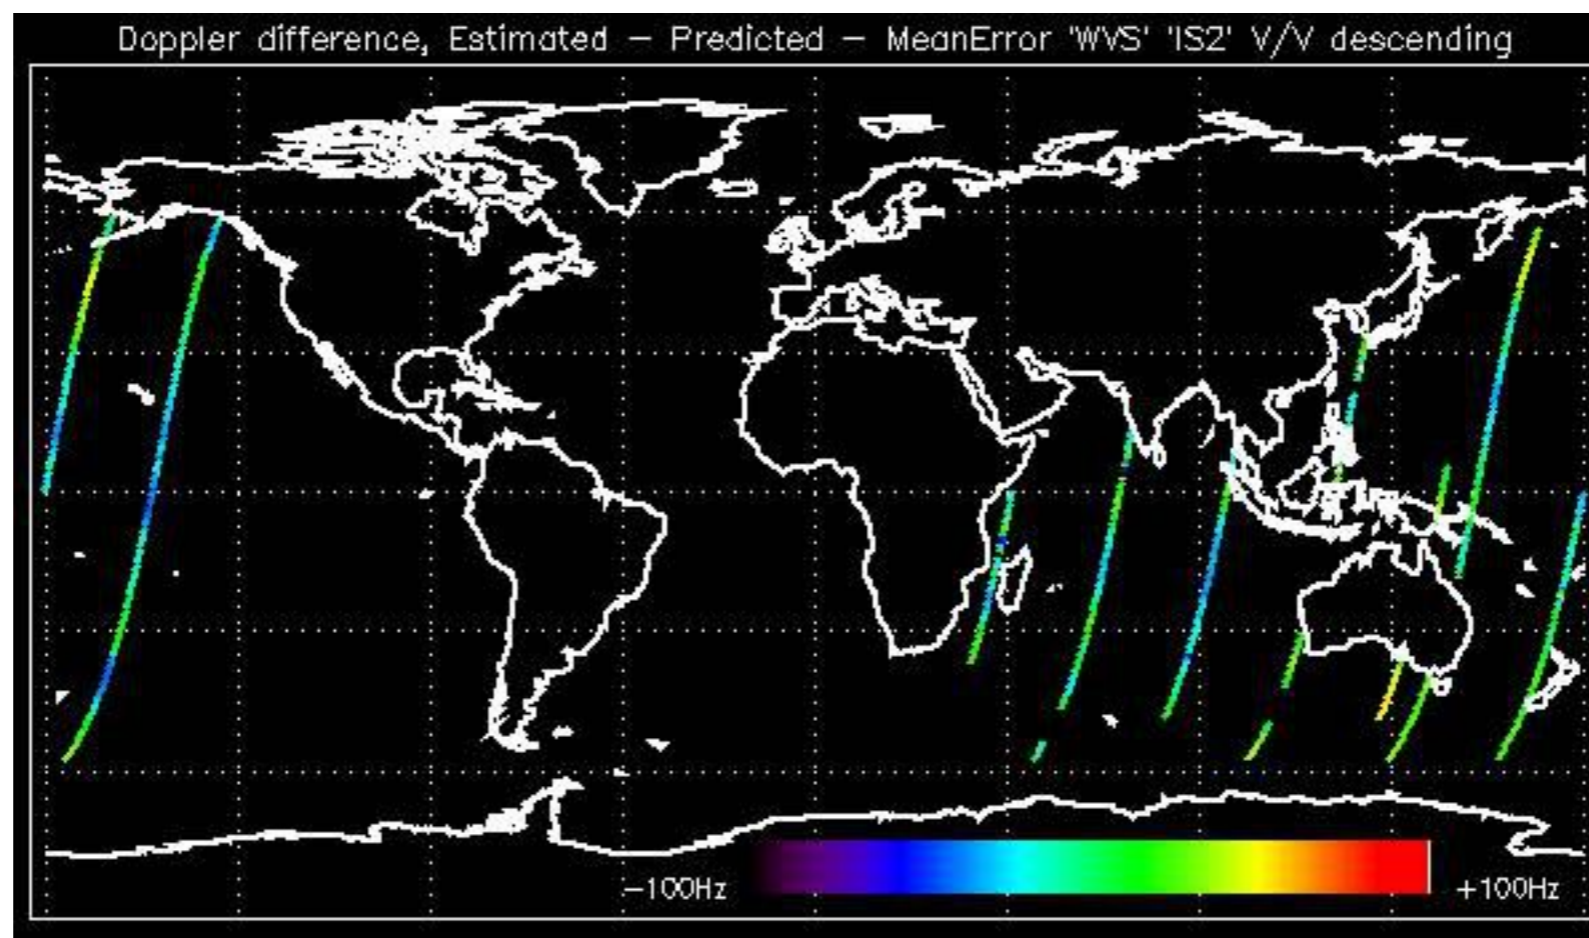 Doppler difference, Estimated – Predicted – MeanError 'WVS' 'IS2' V/V descending
-100Hz
+100Hz